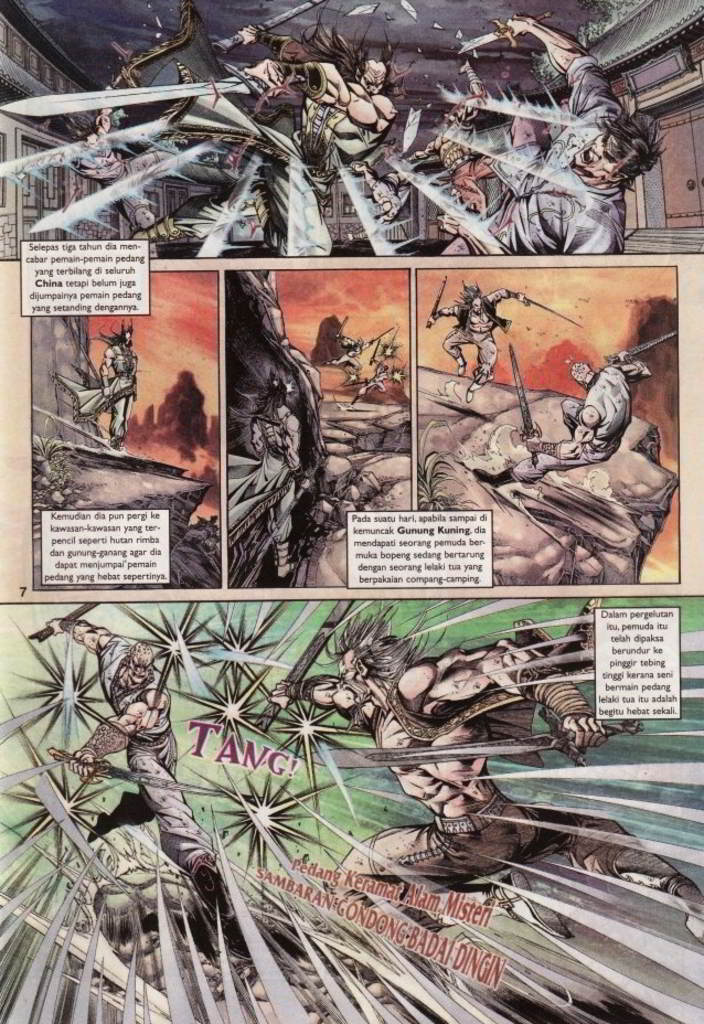 Selepas tiga tahun dia men-
cabar pemain-pemain pedang
yang terbilang di seluruh
China tetapi belum juga
dijumpainya pemain pedang
yang setanding dengannya.
Kemudian dia pun pergi ke
kawasan-kawasan yang ter-
pencil seperti hutan rimba
dan gunung-ganang agar dia
dapat menjumpai pemain
pedang yang hebat sepertinya.
Pada suatu hari, apabila sampai di
kemuncak Gunung Kuning, dia
mendapati seorang pemuda ber-
muka bopeng sedang bertarung
dengan seorang lelaki tua yang
berpakaian compang-camping.
7
Dalam pergelutan
itu, pemuda itu
telah dipaksa
berundur ke
pinggir tebing
tinggi kerana seni
bermain pedang
lelaki tua itu adalah
begitu hebat sekali.
TANG!
Pedang Keramat Alam Misteri
SAMBARAN GONDONG BADAI DINGIN